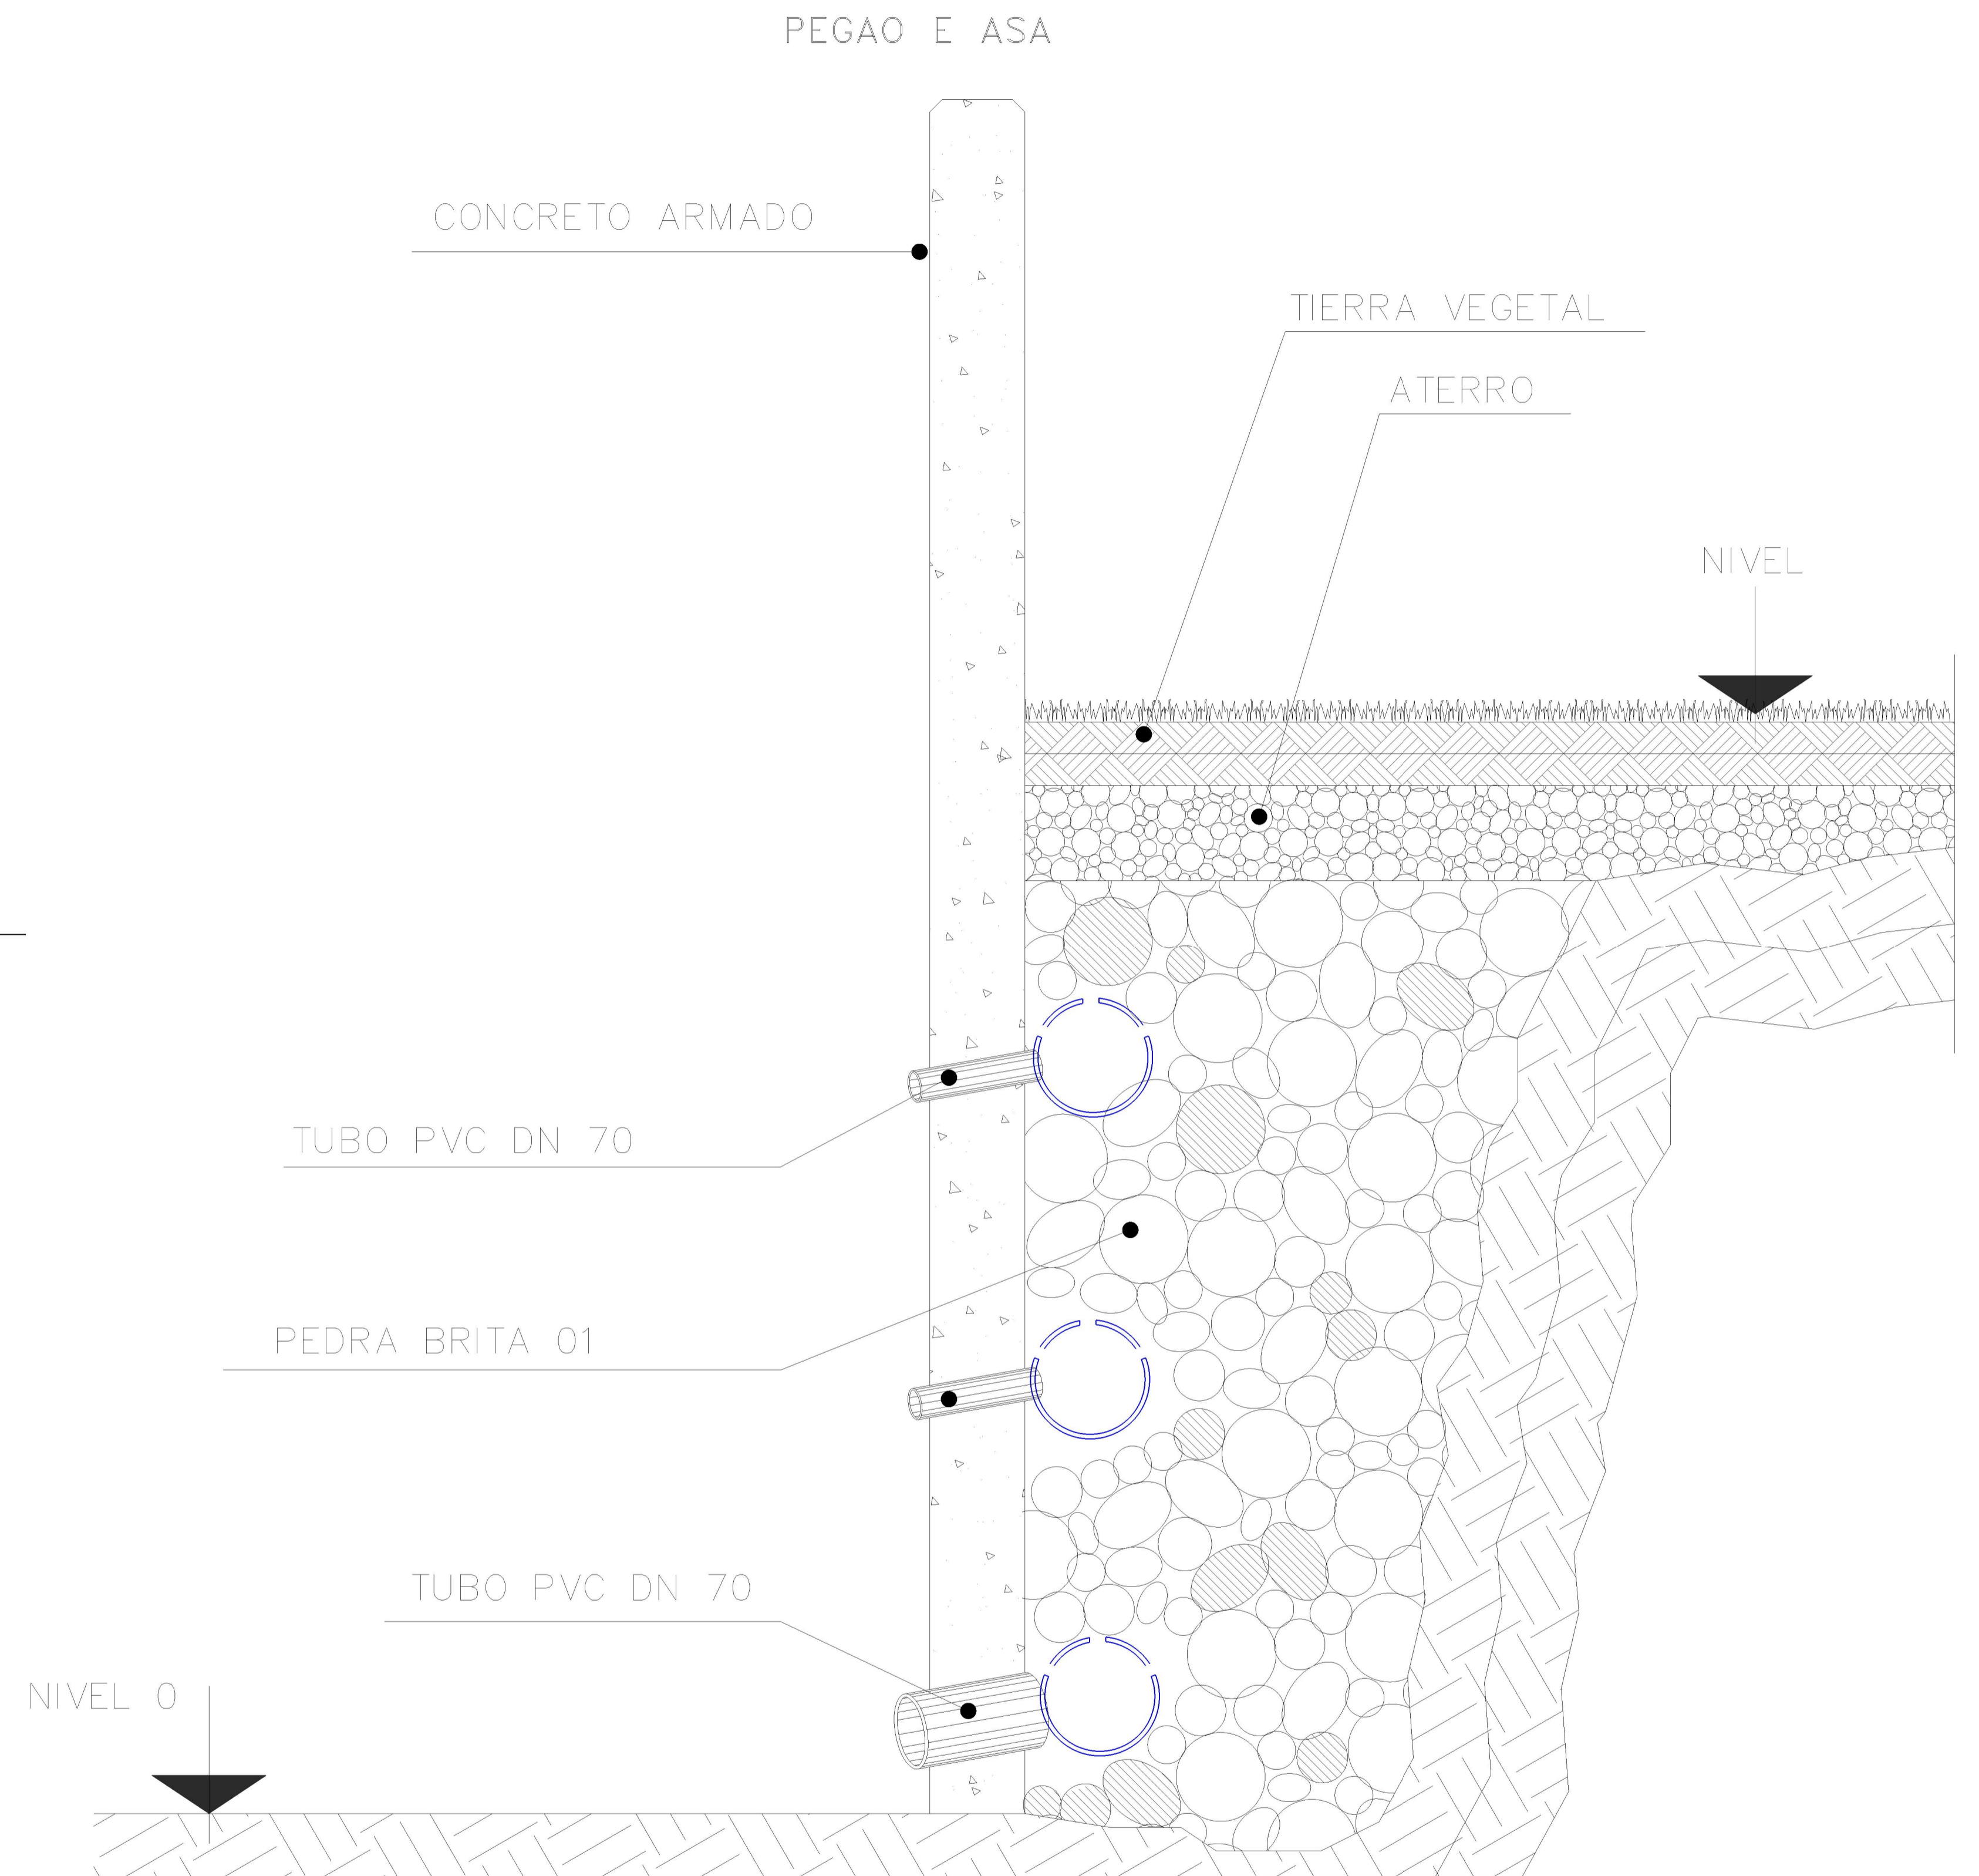 PEGAO E ASA
CONCRETO ARMADO
TIERRA VEGETAL
ATERRO
NIVEL
TUBO PVC DN 70
PEDRA BRITA 01
TUBO PVC DN 70
NIVEL 0